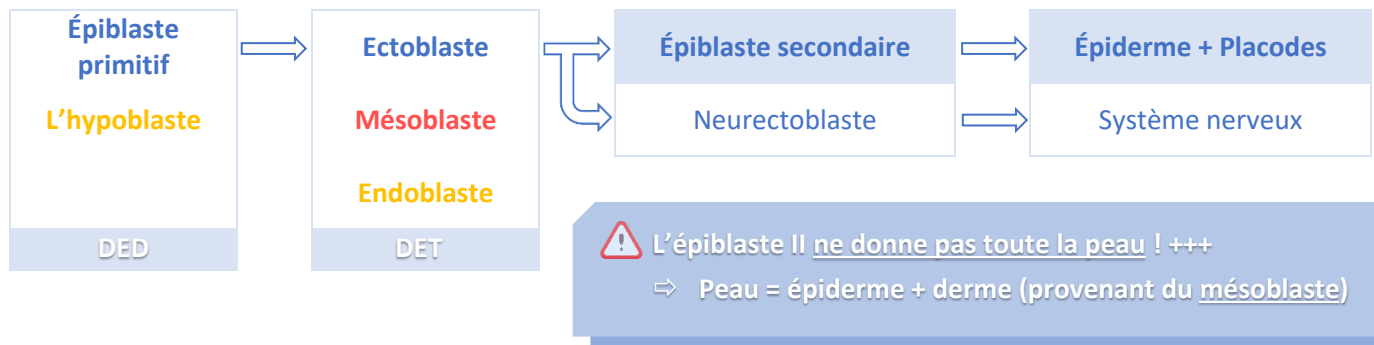 Épiblaste
primitif
L'hypoblaste
DED
Ectoblaste
Mésoblaste
Endoblaste
DET
Épiblaste secondaire
Neurectoblaste
Épiderme + Placodes
Système nerveux
L'épiblaste II ne donne pas toute la peau ! +++
⇨ Peau = épiderme + derme (provenant du mésoblaste)